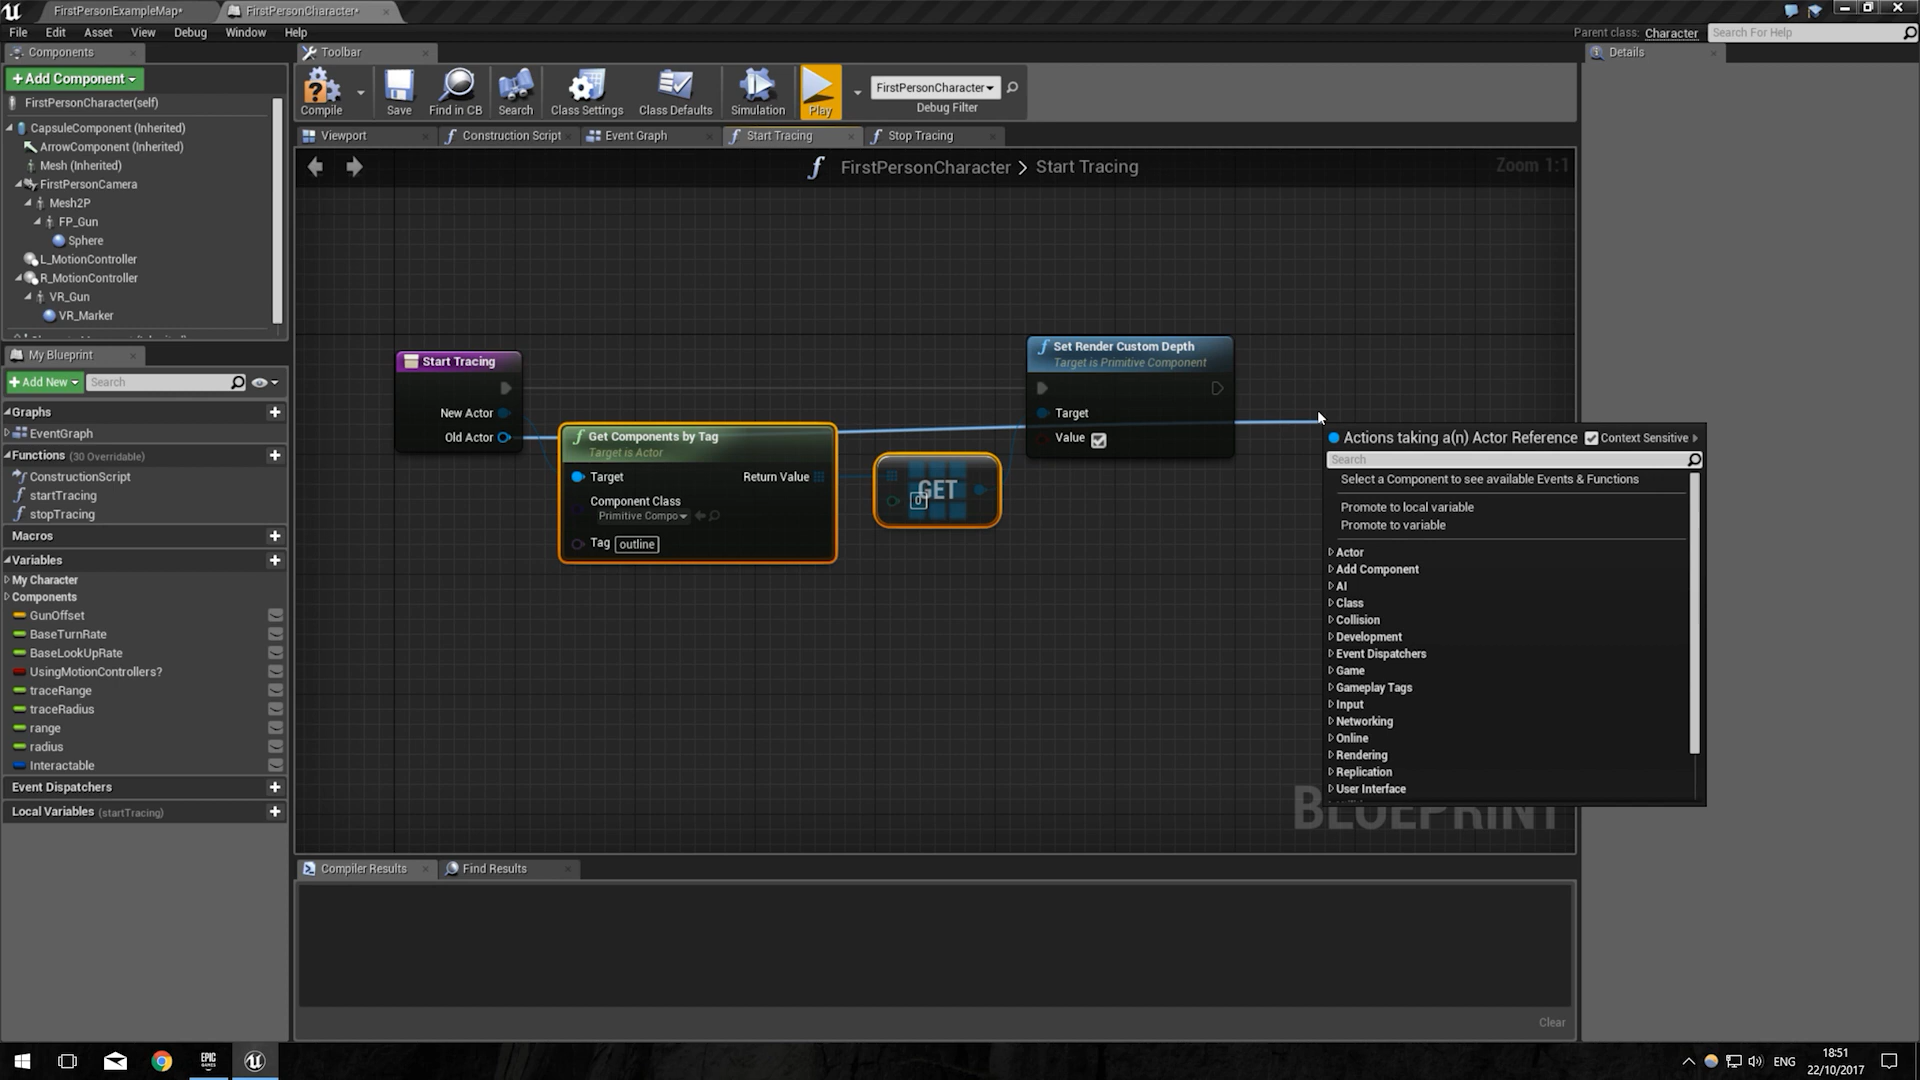 FirstPersonExampleMap*
FirstPersonCharacter*
File Edit Asset View Debug Window Help
Parent class: Character
Search For Help
Components
Toolbar
Details
+Add Component
FirstPersonCharacter(self)
CapsuleComponent (Inherited)
ArrowComponent (Inherited)
Mesh (Inherited)
FirstPersonCamera
Mesh2P
FP_Gun
Sphere
L_MotionController
R_MotionController
VR_Gun
VR_Marker
Compile
Save
Find in CB
Search
Class Settings
Class Defaults
Simulation
Play
FirstPersonCharacter
Debug Filter
Viewport
Construction Script
Event Graph
Start Tracing
Stop Tracing
FirstPersonCharacter > Start Tracing
Zoom 1:1
My Blueprint
+Add New
Search
Graphs
EventGraph
Functions (30 Overridable)
ConstructionScript
startTracing
stopTracing
Macros
Variables
My Character
Components
GunOffset
BaseTurnRate
BaseLookUpRate
UsingMotionControllers?
traceRange
traceRadius
range
radius
Interactable
Event Dispatchers
Local Variables (startTracing)
Start Tracing
New Actor
Old Actor
Get Components by Tag
Target is Actor
Target
Return Value
Component Class
Primitive Compo
Tag outline
GET
0
Set Render Custom Depth
Target is Primitive Component
Target
Value
Actions taking a(n) Actor Reference
Context Sensitive
Search
Select a Component to see available Events & Functions
Promote to local variable
Promote to variable
Actor
Add Component
AI
Class
Collision
Development
Event Dispatchers
Game
Gameplay Tags
Input
Networking
Online
Rendering
Replication
User Interface
BLUEPRINT
Compiler Results
Find Results
Clear
EPIC
GAMES
ENG
18:51
22/10/2017